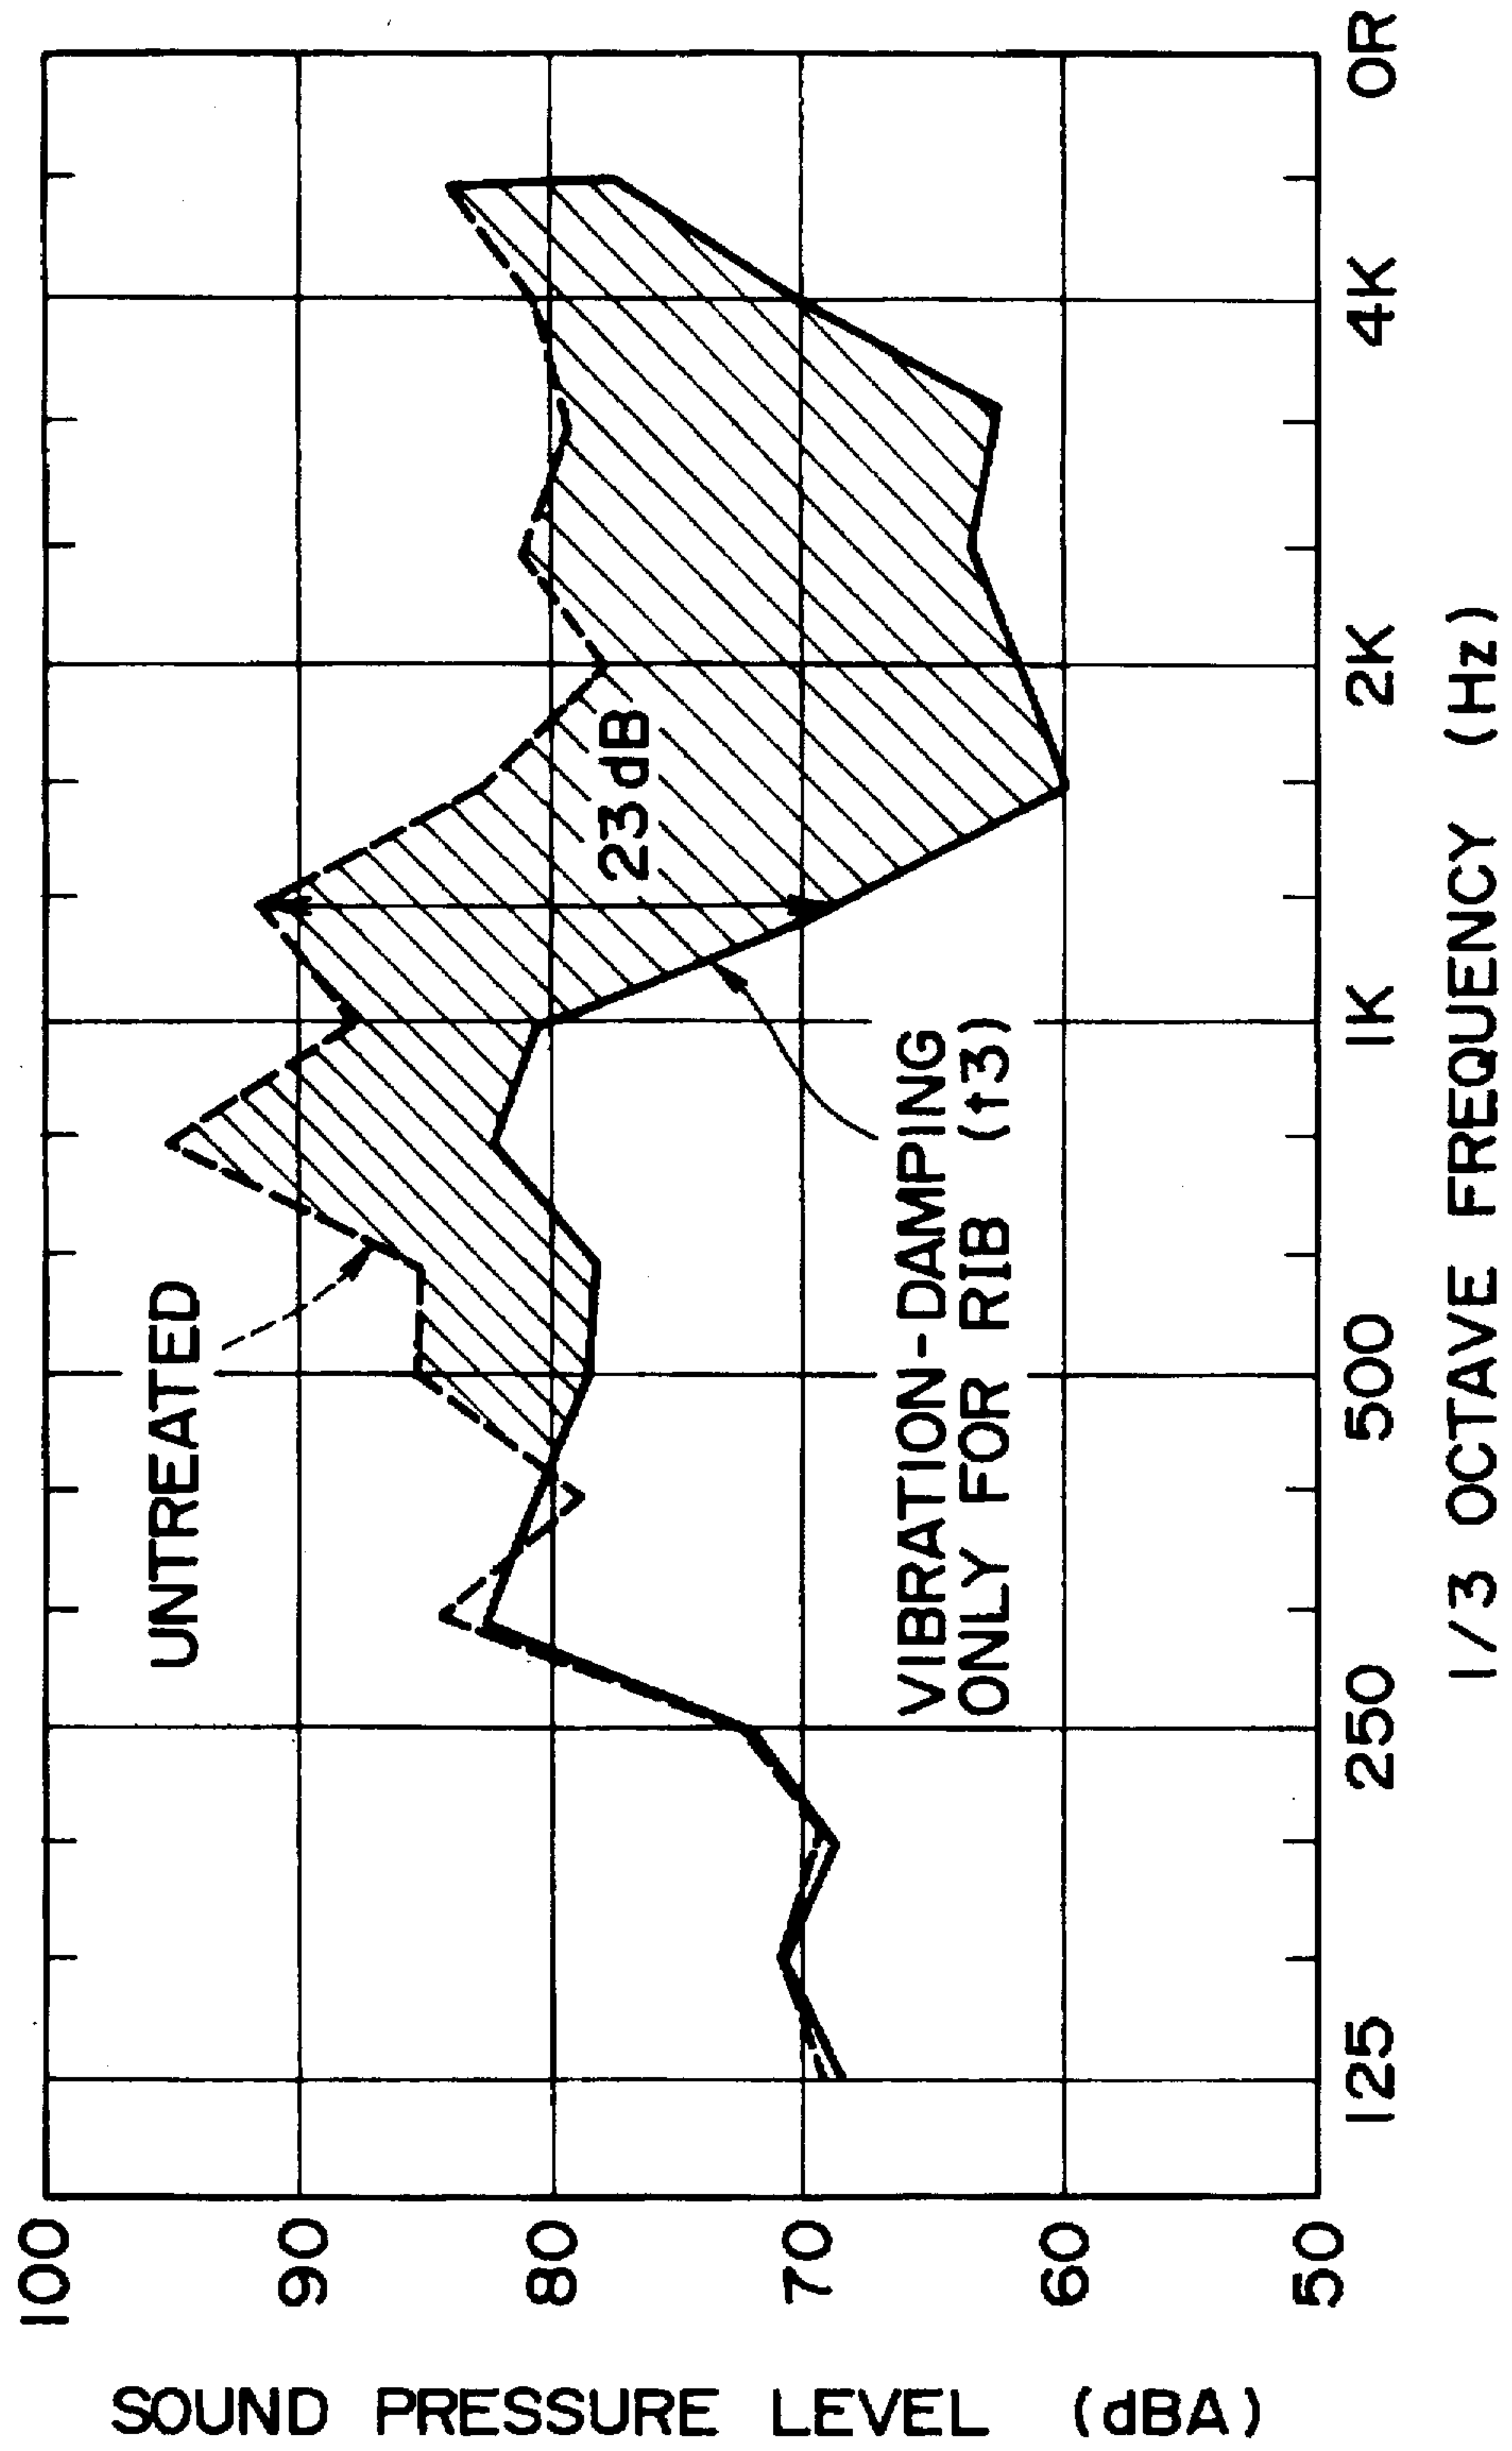 SOUND PRESSURE LEVEL (dBA)
100
90
80
70
60
50
UNTREATED
23dB
VIBRATION-DAMPING
ONLY FOR RIB (t3)
125 250 500 1K 2K 4K OR
1/3 OCTAVE FREQUENCY (Hz)